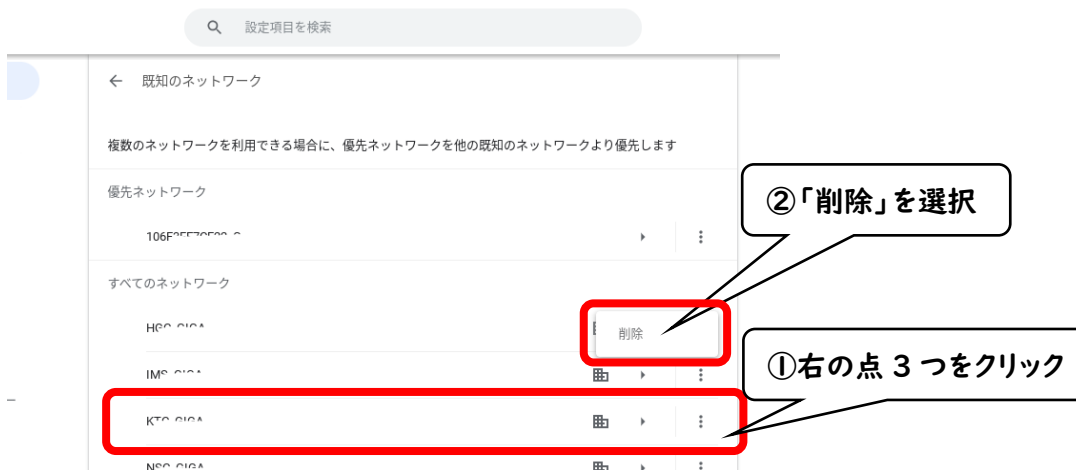 設定項目を検索
既知のネットワーク
複数のネットワークを利用できる場合に、優先ネットワークを他の既知のネットワークより優先します
優先ネットワーク
②「削除」を選択
すべてのネットワーク
削除
①右の点3つをクリック